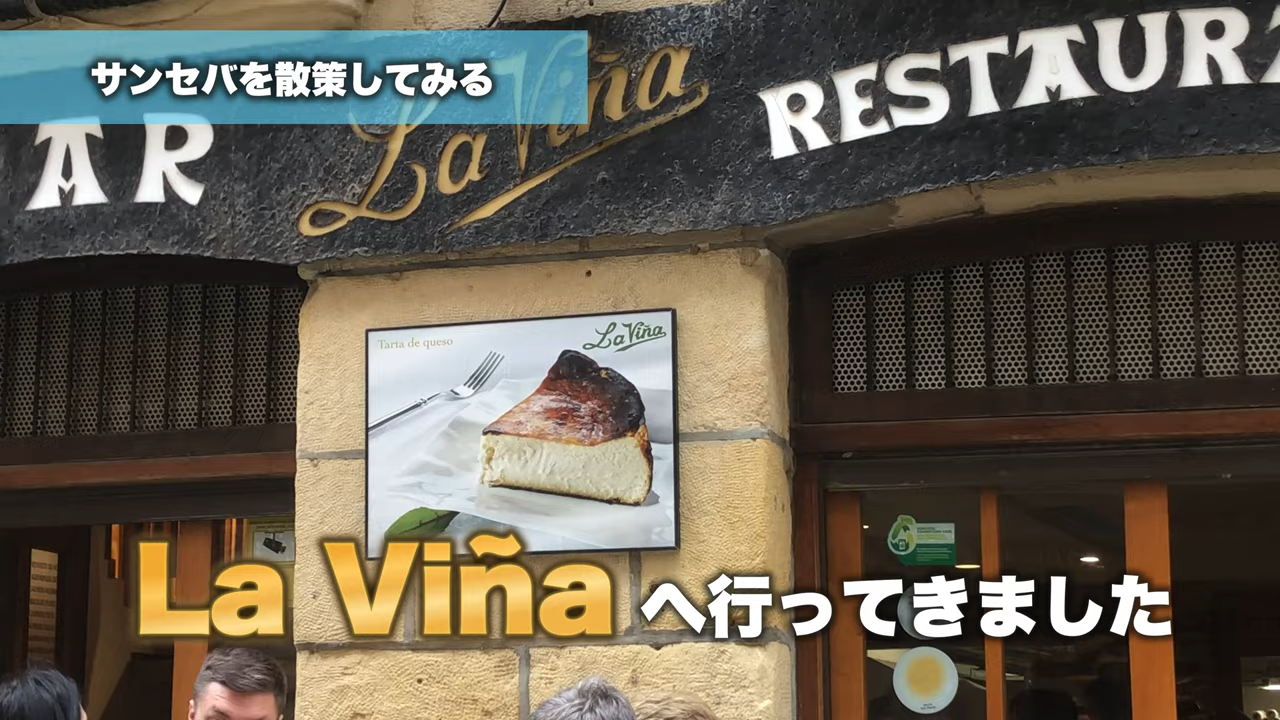 サンセバを散策してみる
AR La Viña RESTAURA
Tarta de queso
La Viña
La Viña へ行ってきました